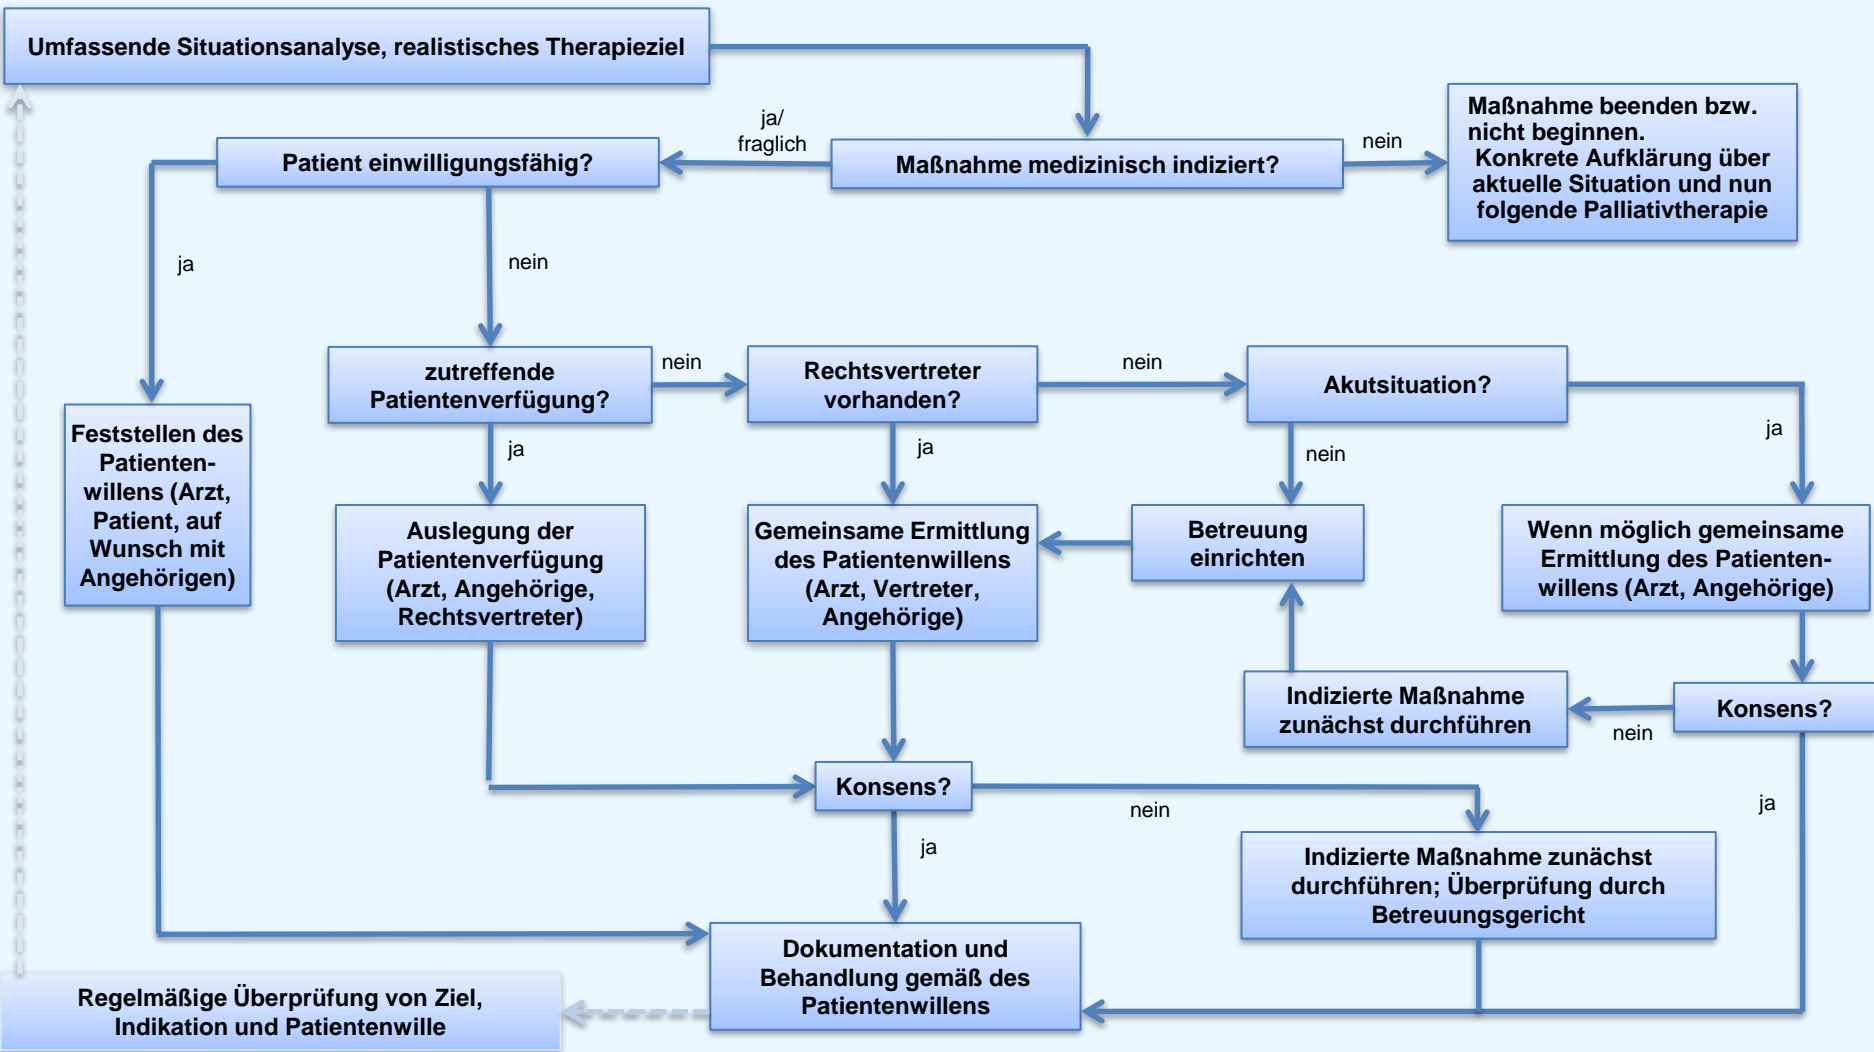 Umfassende Situationsanalyse, realistisches Therapieziel
Maßnahme medizinisch indiziert?
nein
Maßnahme beenden bzw.
nicht beginnen.
Konkrete Aufklärung über
aktuelle Situation und nun
folgende Palliativtherapie
ja/
fraglich
Patient einwilligungsfähig?
ja
Feststellen des
Patienten-
willens (Arzt,
Patient, auf
Wunsch mit
Angehörigen)
nein
zutreffende
Patientenverfügung?
ja
Auslegung der
Patientenverfügung
(Arzt, Angehörige,
Rechtsvertreter)
nein
Rechtsvertreter
vorhanden?
ja
Gemeinsame Ermittlung
des Patientenwillens
(Arzt, Vertreter,
Angehörige)
nein
Akutsituation?
nein
Betreuung
einrichten
ja
Wenn möglich gemeinsame
Ermittlung des Patienten-
willens (Arzt, Angehörige)
Konsens?
nein
Indizierte Maßnahme
zunächst durchführen
ja
Konsens?
nein
Indizierte Maßnahme zunächst
durchführen; Überprüfung durch
Betreuungsgericht
ja
Dokumentation und
Behandlung gemäß des
Patientenwillens
Regelmäßige Überprüfung von Ziel,
Indikation und Patientenwille